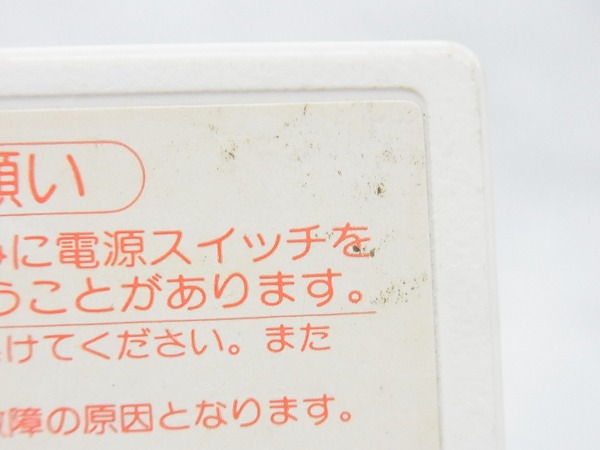 願い
みに電源スイッチを
うことがあります。
けてください。また
故障の原因となります。